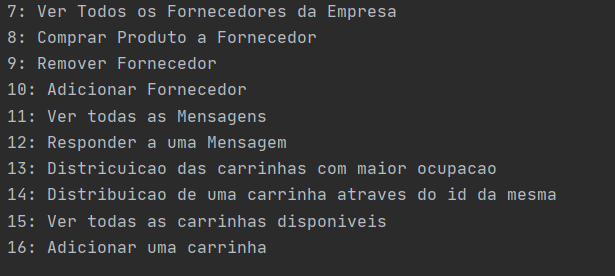 7: Ver Todos os Fornecedores da Empresa
8: Comprar Produto a Fornecedor
9: Remover Fornecedor
10: Adicionar Fornecedor
11: Ver todas as Mensagens
12: Responder a uma Mensagem
13: Districuicao das carrinhas com maior ocupacao
14: Distribuicao de uma carrinha atraves do id da mesma
15: Ver todas as carrinhas disponiveis
16: Adicionar uma carrinha